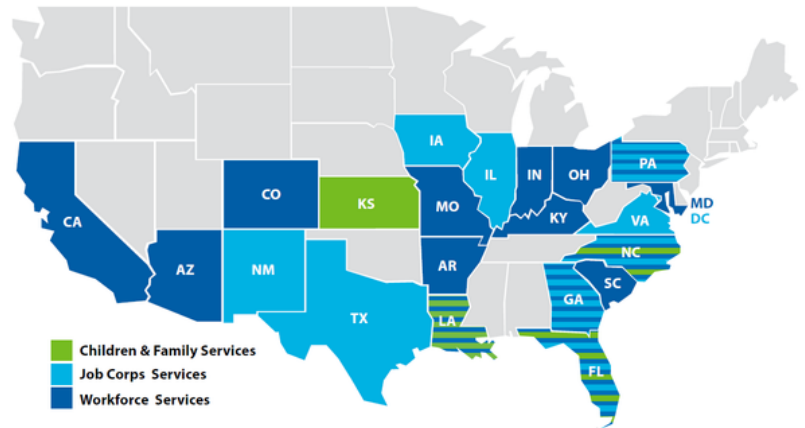 IA
PA
IL
IN
OH
CO
KS
MO
KY
MD
DC
VA
CA
NC
AZ
NM
AR
SC
GA
TX
LA
FL
Children & Family Services
Job Corps Services
Workforce Services